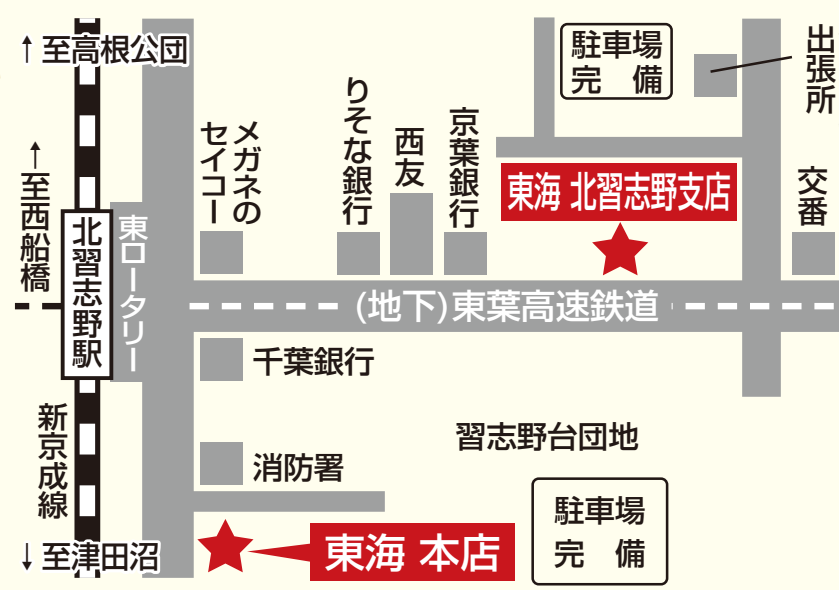 ↑至高根公団
↑至西船橋
北習志野駅
東ロータリー
新京成線
↓至津田沼
メガネの
セイコー
りそな銀行
西友
京葉銀行
駐車場
完　備
出張所
東海 北習志野支店
交番
(地下)東葉高速鉄道
千葉銀行
消防署
習志野台団地
東海 本店
駐車場
完　備